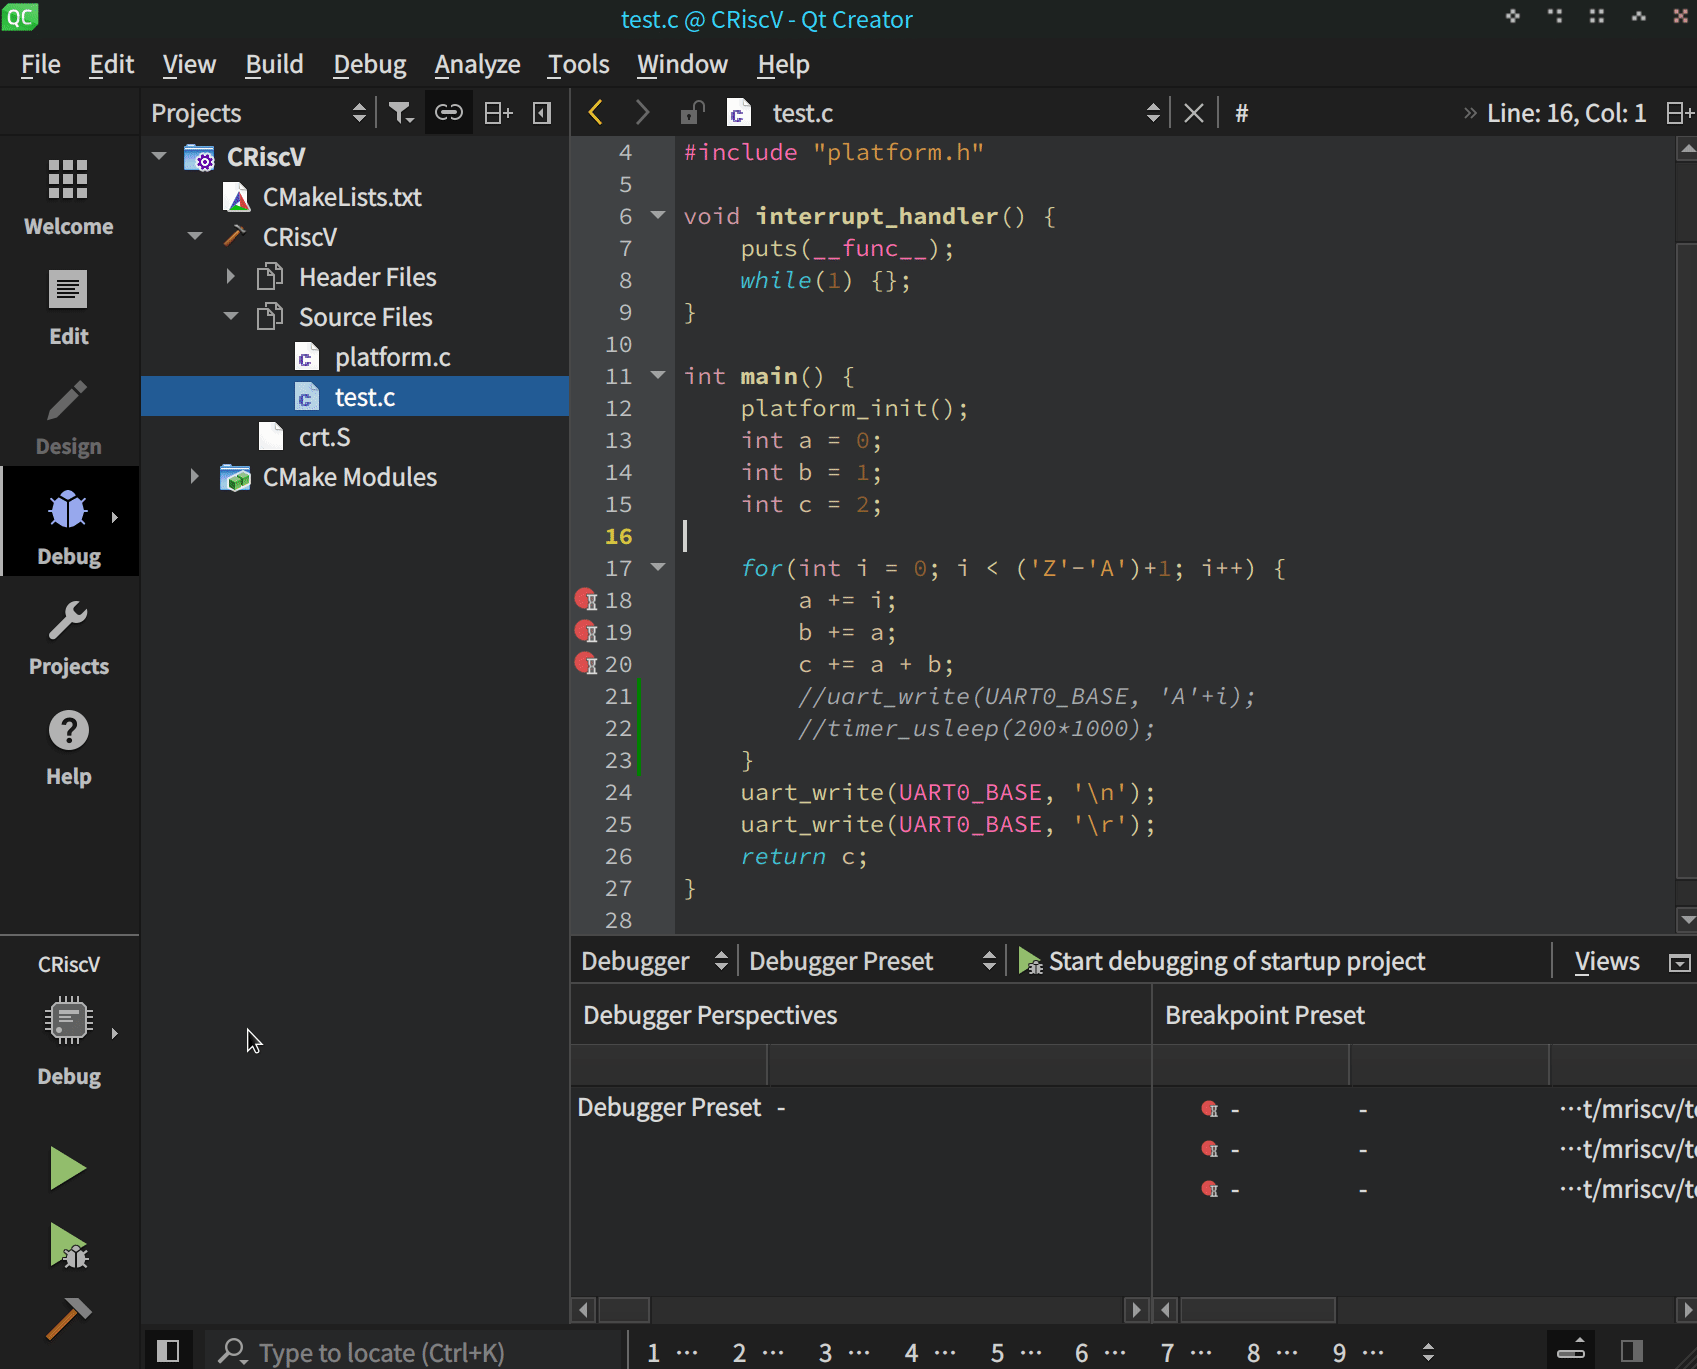 QC
test.c @ CRiscV - Qt Creator
File Edit View Build Debug Analyze Tools Window Help
Projects
test.c
#
» Line: 16, Col: 1
Welcome
Edit
Design
Debug
Projects
Help
CRiscV
CMakeLists.txt
CRiscV
Header Files
Source Files
platform.c
test.c
crt.S
CMake Modules
4 #include "platform.h"
5
6 void interrupt_handler() {
7 puts(__func__);
8 while(1) {};
9 }
10
11 int main() {
12 platform_init();
13 int a = 0;
14 int b = 1;
15 int c = 2;
16
17 for(int i = 0; i < ('Z'-'A')+1; i++) {
18 a += i;
19 b += a;
20 c += a + b;
21 //uart_write(UART0_BASE, 'A'+i);
22 //timer_usleep(200*1000);
23 }
24 uart_write(UART0_BASE, '\n');
25 uart_write(UART0_BASE, '\r');
26 return c;
27 }
28
CRiscV
Debug
Debugger Debugger Preset Start debugging of startup project Views
Debugger Perspectives
Breakpoint Preset
Debugger Preset -
- - ···t/mriscv/te
- - ···t/mriscv/te
- - ···t/mriscv/te
Type to locate (Ctrl+K)
1 ··· 2 ··· 3 ··· 4 ··· 5 ··· 6 ··· 7 ··· 8 ··· 9 ···